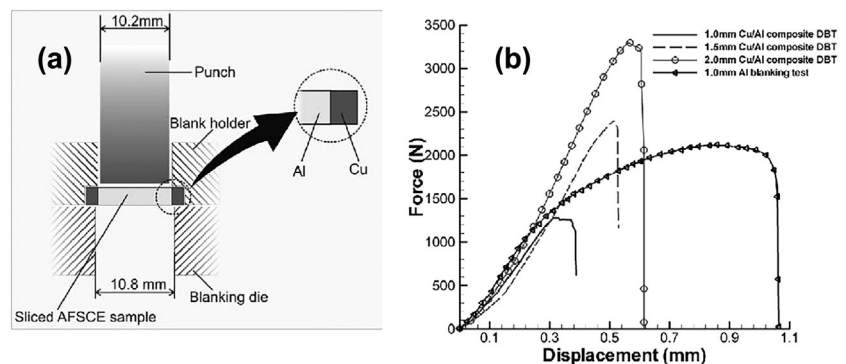 (a)
10.2mm
Punch
Blank holder
Al
Cu
10.8 mm
Blanking die
Sliced AFSCE sample
(b)
1.0mm Cu/Al composite DBT
1.5mm Cu/Al composite DBT
2.0mm Cu/Al composite DBT
1.0mm Al blanking test
Force (N)
3500
3000
2500
2000
1500
1000
500
0
0.1
0.3
0.5
0.7
0.9
1.1
Displacement (mm)